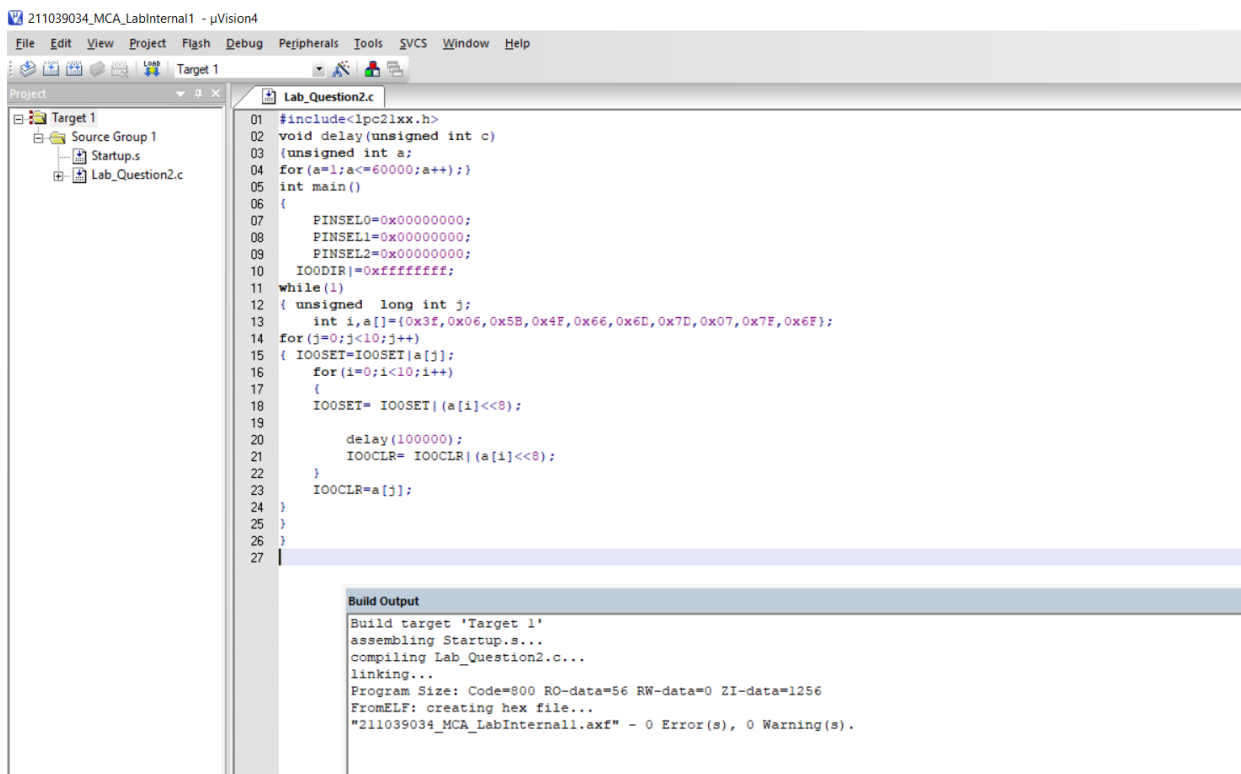 211039034_MCA_LabInternal1 - µVision4
File Edit View Project Flash Debug Peripherals Tools SVCS Window Help
LOAD Target 1
Project
Lab_Question2.c
Target 1
Source Group 1
Startup.s
Lab_Question2.c
01 #include<lpc21xx.h>
02 void delay(unsigned int c)
03 {unsigned int a;
04 for(a=1;a<=60000;a++);}
05 int main()
06 {
07     PINSEL0=0x00000000;
08     PINSEL1=0x00000000;
09     PINSEL2=0x00000000;
10   IO0DIR|=0xffffffff;
11 while(1)
12 { unsigned  long int j;
13     int i,a[]={0x3f,0x06,0x5B,0x4F,0x66,0x6D,0x7D,0x07,0x7F,0x6F};
14 for(j=0;j<10;j++)
15 { IO0SET=IO0SET|a[j];
16     for(i=0;i<10;i++)
17     {
18     IO0SET= IO0SET|(a[i]<<8);
19
20         delay(100000);
21         IO0CLR= IO0CLR|(a[i]<<8);
22     }
23     IO0CLR=a[j];
24 }
25 }
26 }
27
Build Output
Build target 'Target 1'
assembling Startup.s...
compiling Lab_Question2.c...
linking...
Program Size: Code=800 RO-data=56 RW-data=0 ZI-data=1256
FromELF: creating hex file...
"211039034_MCA_LabInternal1.axf" - 0 Error(s), 0 Warning(s).